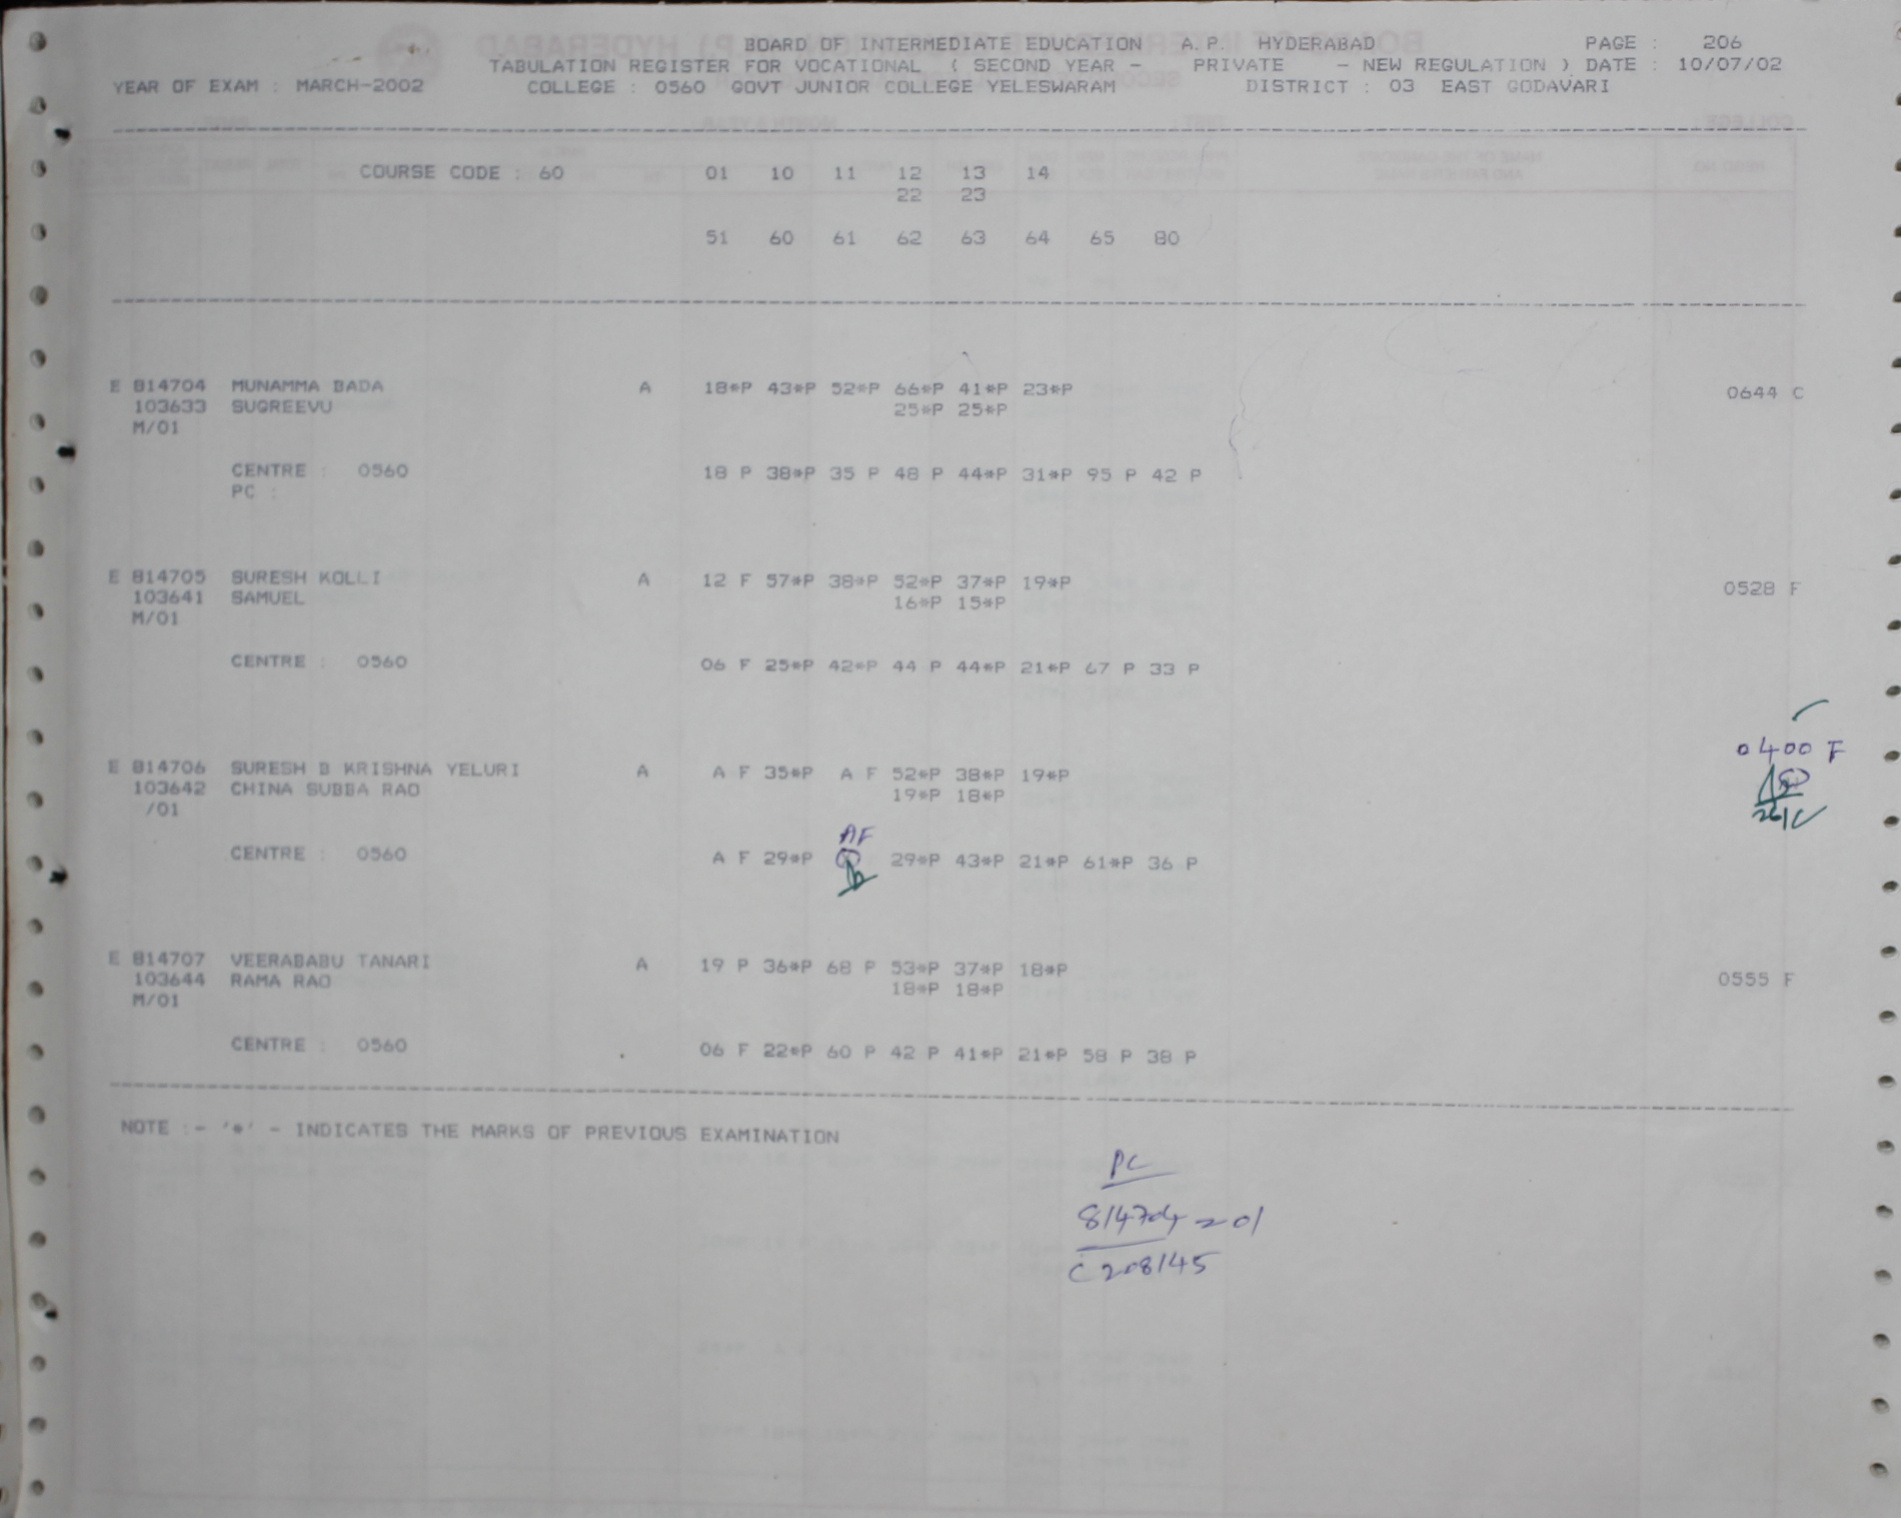 BOARD OF INTERMEDIATE EDUCATION A.P. HYDERABAD PAGE : 206
TABULATION REGISTER FOR VOCATIONAL ( SECOND YEAR - PRIVATE - NEW REGULATION ) DATE : 10/07/02
YEAR OF EXAM : MARCH-2002 COLLEGE : 0560 GOVT JUNIOR COLLEGE YELESWARAM DISTRICT : 03 EAST GODAVARI
COURSE CODE : 60 01 10 11 12 13 14
22 23
51 60 61 62 63 64 65 80
E 814704 MUNAMMA BADA A 18*P 43*P 52*P 66*P 41*P 23*P 0644 C
103633 SUGREEVU 25*P 25*P
M/01
CENTRE : 0560 18 P 38*P 35 P 48 P 44*P 31*P 95 P 42 P
PC :
E 814705 SURESH KOLLI A 12 F 57*P 38*P 52*P 37*P 19*P 0528 F
103641 SAMUEL 16*P 15*P
M/01
CENTRE : 0560 06 F 25*P 42*P 44 P 44*P 21*P 67 P 33 P
0400 F
E 814706 SURESH B KRISHNA YELURI A A F 35*P A F 52*P 38*P 19*P
103642 CHINA SUBBA RAO 19*P 18*P
/01
AF
CENTRE : 0560 A F 29*P 29*P 43*P 21*P 61*P 36 P
E 814707 VEERABABU TANARI A 19 P 36*P 68 P 53*P 37*P 18*P 0555 F
103644 RAMA RAO 18*P 18*P
M/01
CENTRE : 0560 06 F 22*P 60 P 42 P 41*P 21*P 58 P 38 P
NOTE :- '*' - INDICATES THE MARKS OF PREVIOUS EXAMINATION
PC
814704 = 01
C 208145